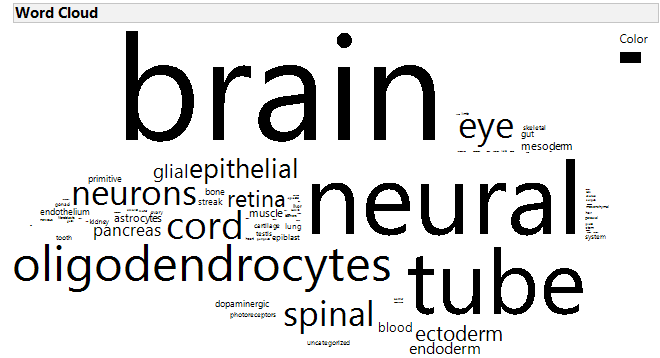 Word Cloud
Color
brain
eye
skeletal
gut
mesoderm
glial
epithelial
primitive
neurons
bone
streak
retina
neural
endothelium
astrocytes
muscle
cartilage
lung
pancreas
cord
testis
epiblast
kidney
tooth
system
oligodendrocytes
tube
dopaminergic
photoreceptors
spinal
blood
ectoderm
endoderm
uncategorized